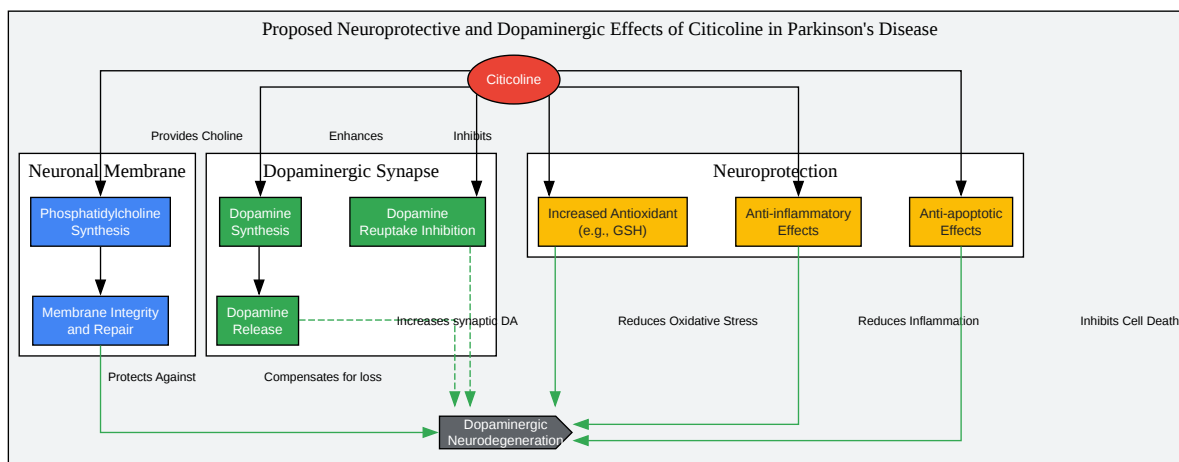 Proposed Neuroprotective and Dopaminergic Effects of Citicoline in Parkinson's Disease
Citicoline
Provides Choline
Enhances
Inhibits
Neuronal Membrane
Dopaminergic Synapse
Neuroprotection
Phosphatidylcholine
Synthesis
Dopamine
Synthesis
Dopamine
Reuptake Inhibition
Increased Antioxidant
(e.g., GSH)
Anti-inflammatory
Effects
Anti-apoptotic
Effects
Membrane Integrity
and Repair
Dopamine
Release
Increases synaptic DA
Reduces Oxidative Stress
Reduces Inflammation
Inhibits Cell Death
Protects Against
Compensates for loss
Dopaminergic
Neurodegeneration